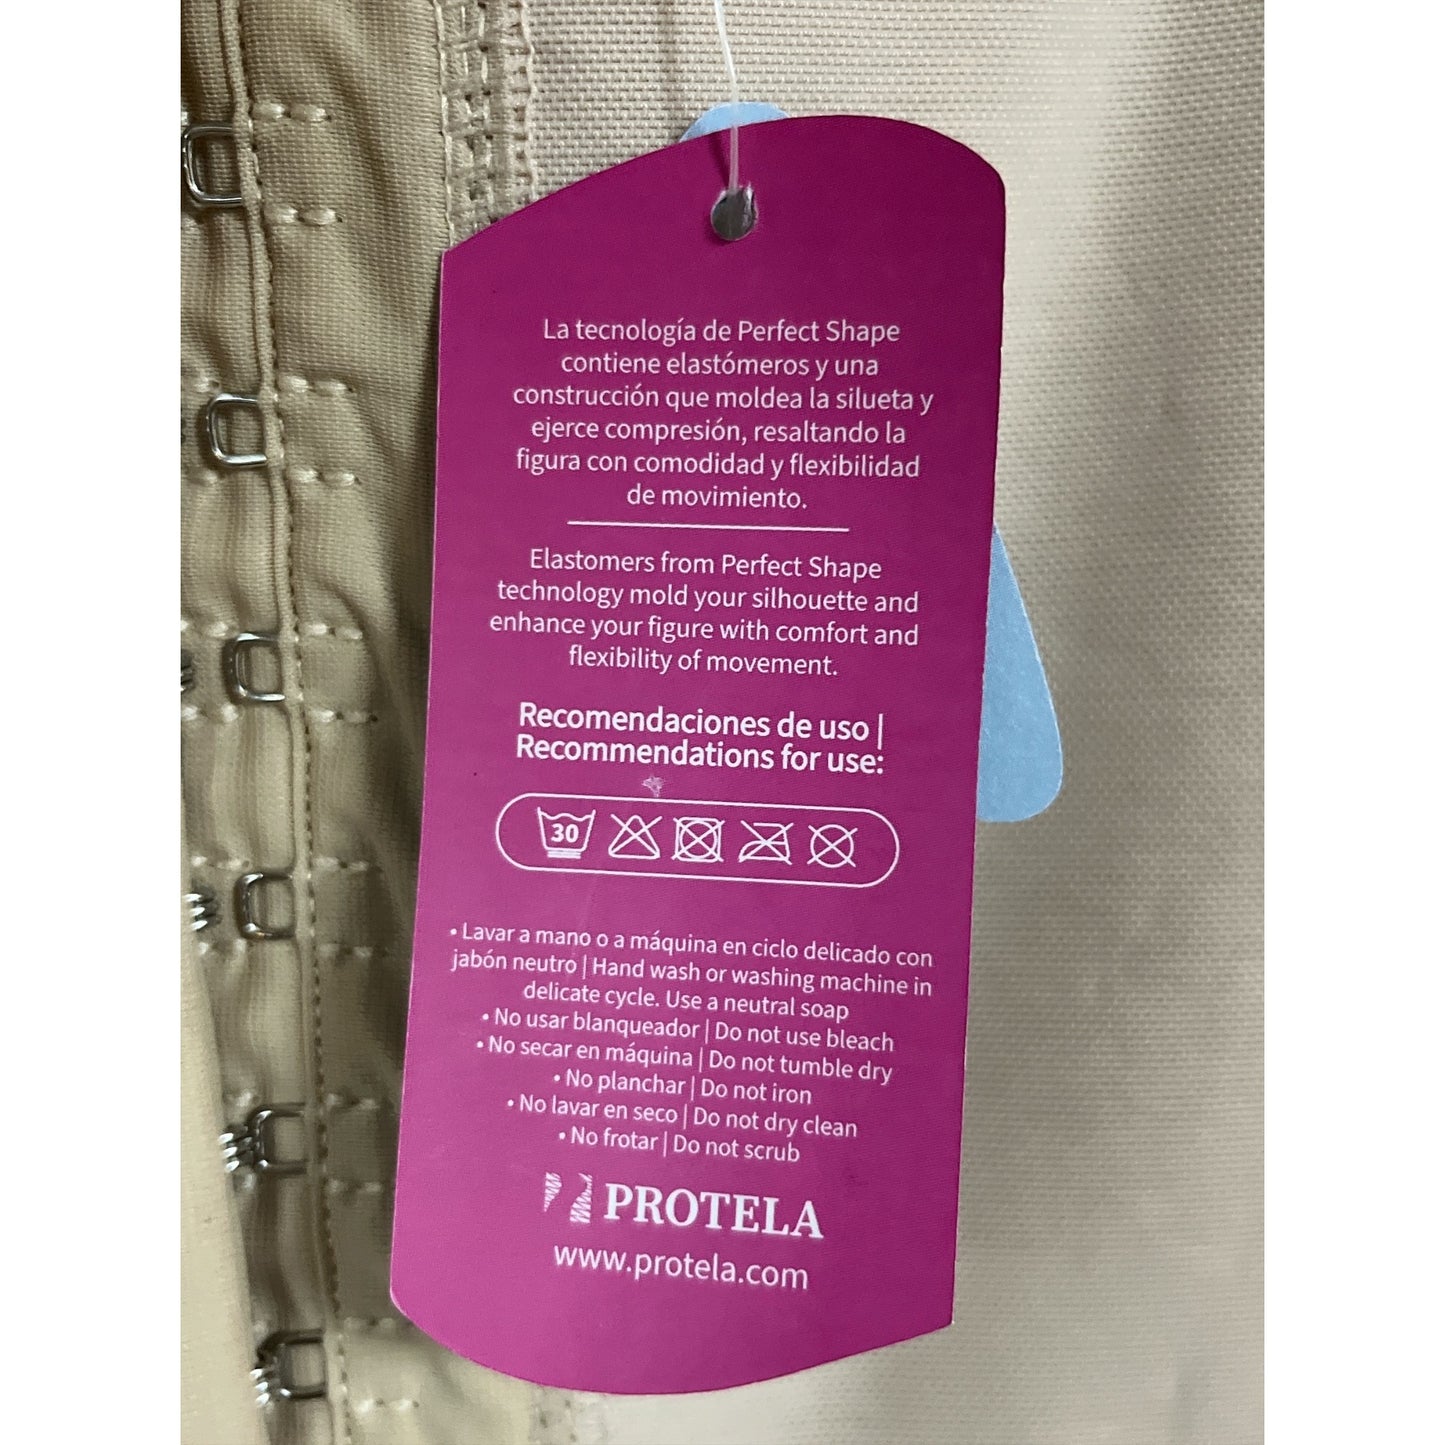 La tecnología de Perfect Shape
contiene elastómeros y una
construcción que moldea la silueta y
ejerce compresión, resaltando la
figura con comodidad y flexibilidad
de movimiento.
Elastomers from Perfect Shape
technology mold your silhouette and
enhance your figure with comfort and
flexibility of movement.
Recomendaciones de uso |
Recommendations for use:
30
• Lavar a mano o a máquina en ciclo delicado con
jabón neutro | Hand wash or washing machine in
delicate cycle. Use a neutral soap
• No usar blanqueador | Do not use bleach
• No secar en máquina | Do not tumble dry
• No planchar | Do not iron
• No lavar en seco | Do not dry clean
• No frotar | Do not scrub
PROTELA
www.protela.com